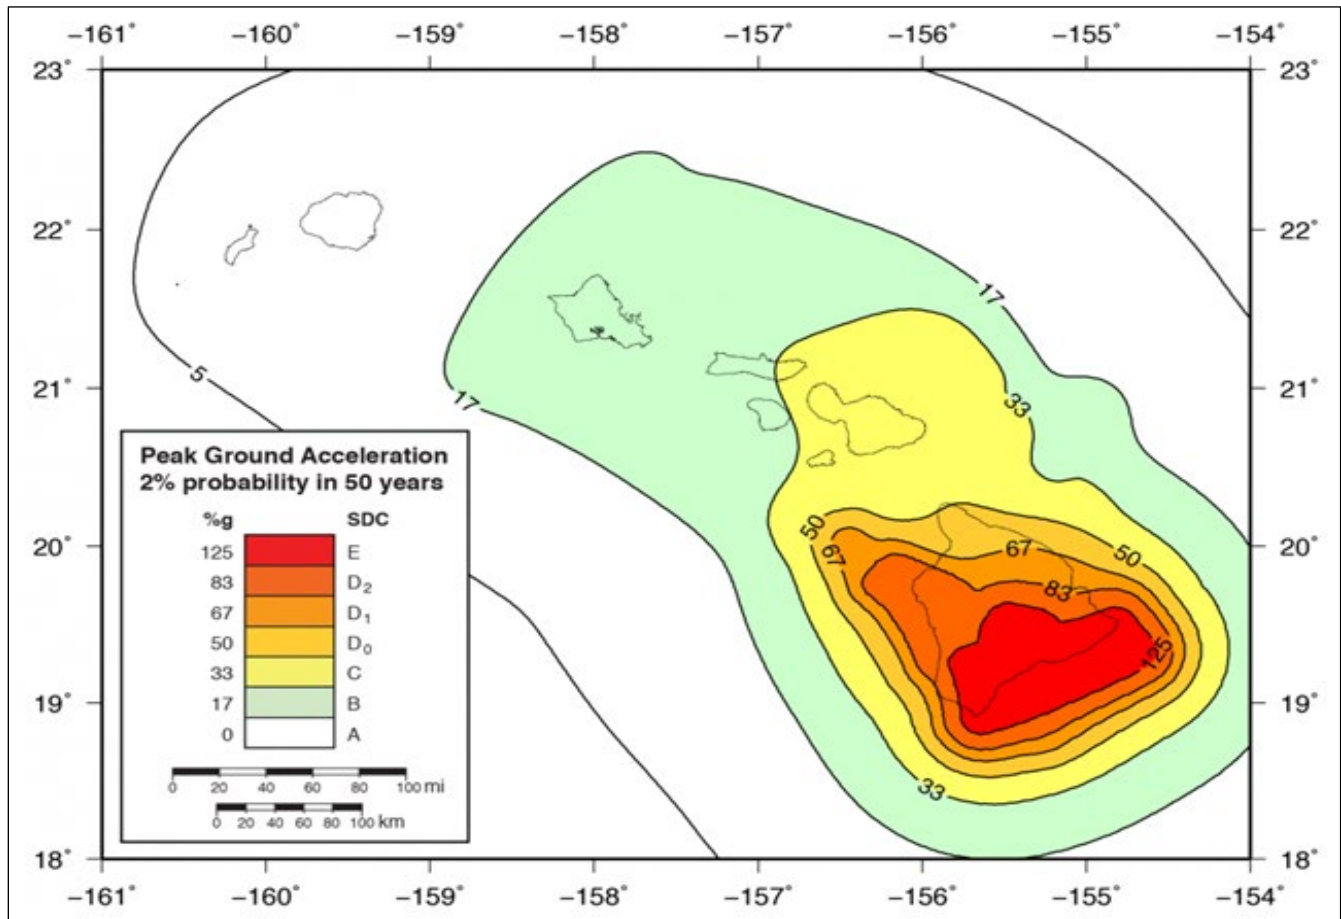 −161˚ −160˚ −159˚ −158˚ −157˚ −156˚ −155˚ −154˚
23˚ 23˚
22˚ 22˚
17
5
21˚ 17 33 21˚
Peak Ground Acceleration
2% probability in 50 years
%g SDC
125 E
83 D₂
67 D₁
50 D₀
33 C
17 B
0 A
0 20 40 60 80 100 mi
0 20 40 60 80 100 km
50 67 50
20˚ 67 20˚
83
125
19˚ 19˚
33
18˚ 18˚
−161˚ −160˚ −159˚ −158˚ −157˚ −156˚ −155˚ −154˚